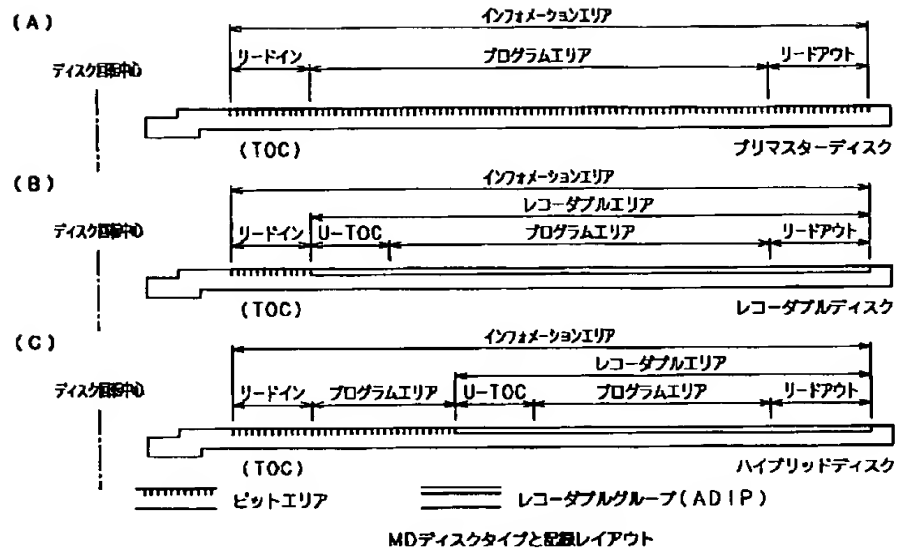 (A)
インフォメーションエリア
リードイン プログラムエリア リードアウト
ディスク回転中心
(TOC) プリマスターディスク
(B)
インフォメーションエリア
レコーダブルエリア
ディスク回転中心 リードイン U-TOC プログラムエリア リードアウト
(TOC) レコーダブルディスク
(C)
インフォメーションエリア
レコーダブルエリア
ディスク回転中心 リードイン プログラムエリア U-TOC プログラムエリア リードアウト
(TOC) ハイブリッドディスク
ピットエリア レコーダブルグループ(ADIP)
MDディスクタイプと記録レイアウト